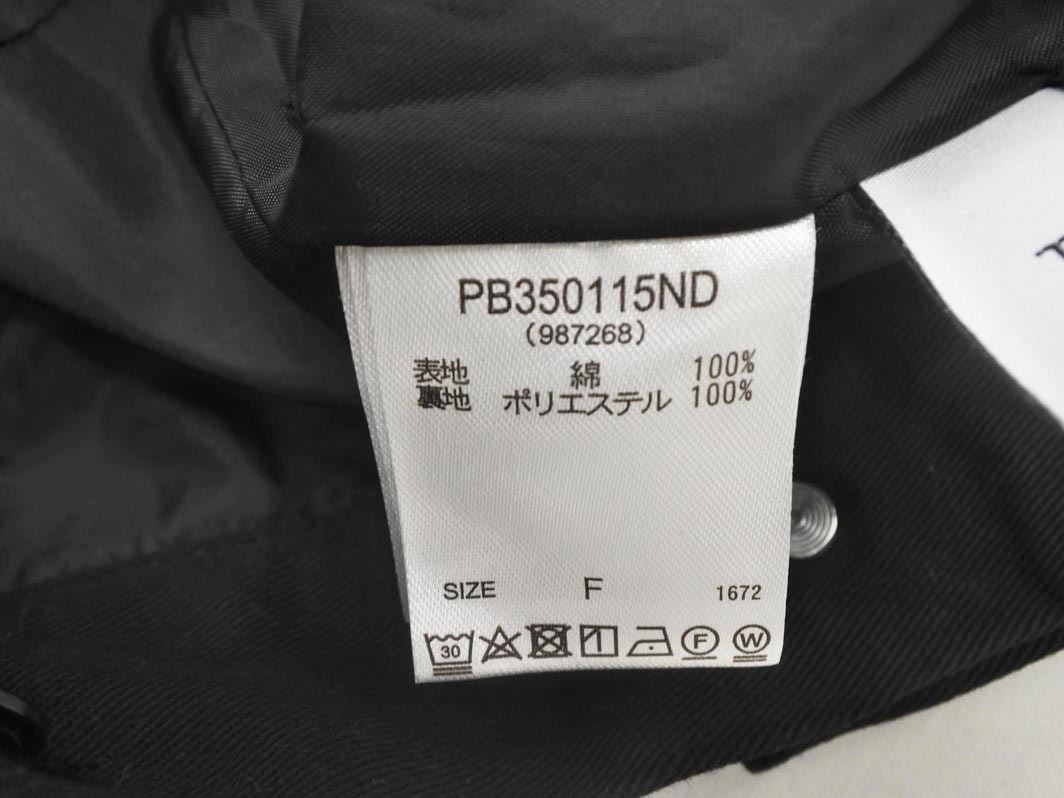 PB350115ND
(987268)
表地 綿 100%
裏地 ポリエステル 100%
SIZE F 1672
30 F W